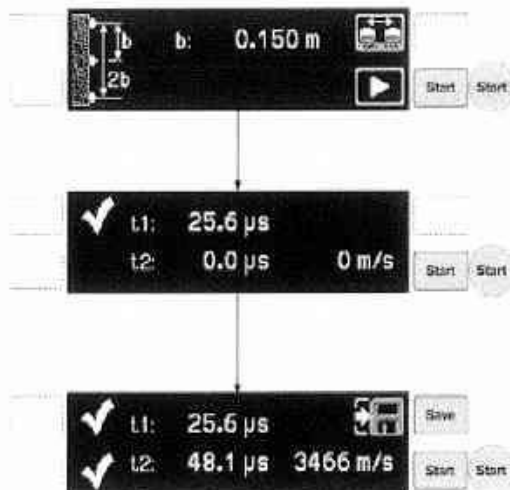 b b: 0.150 m
2b
Start Start
t1: 25.6 µs
t2: 0.0 µs 0 m/s
Start Start
t1: 25.6 µs
Save
t2: 48.1 µs 3466 m/s
Start Start